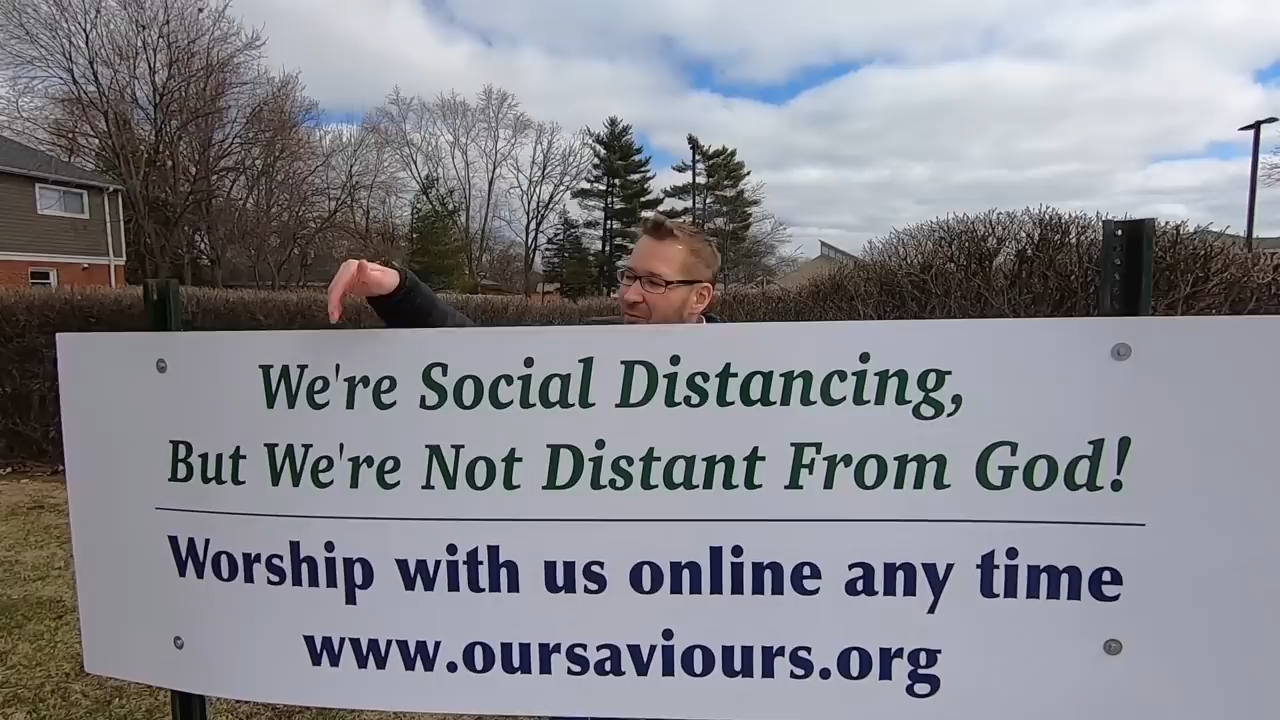 We're Social Distancing,
But We're Not Distant From God!
Worship with us online any time
www.oursaviours.org